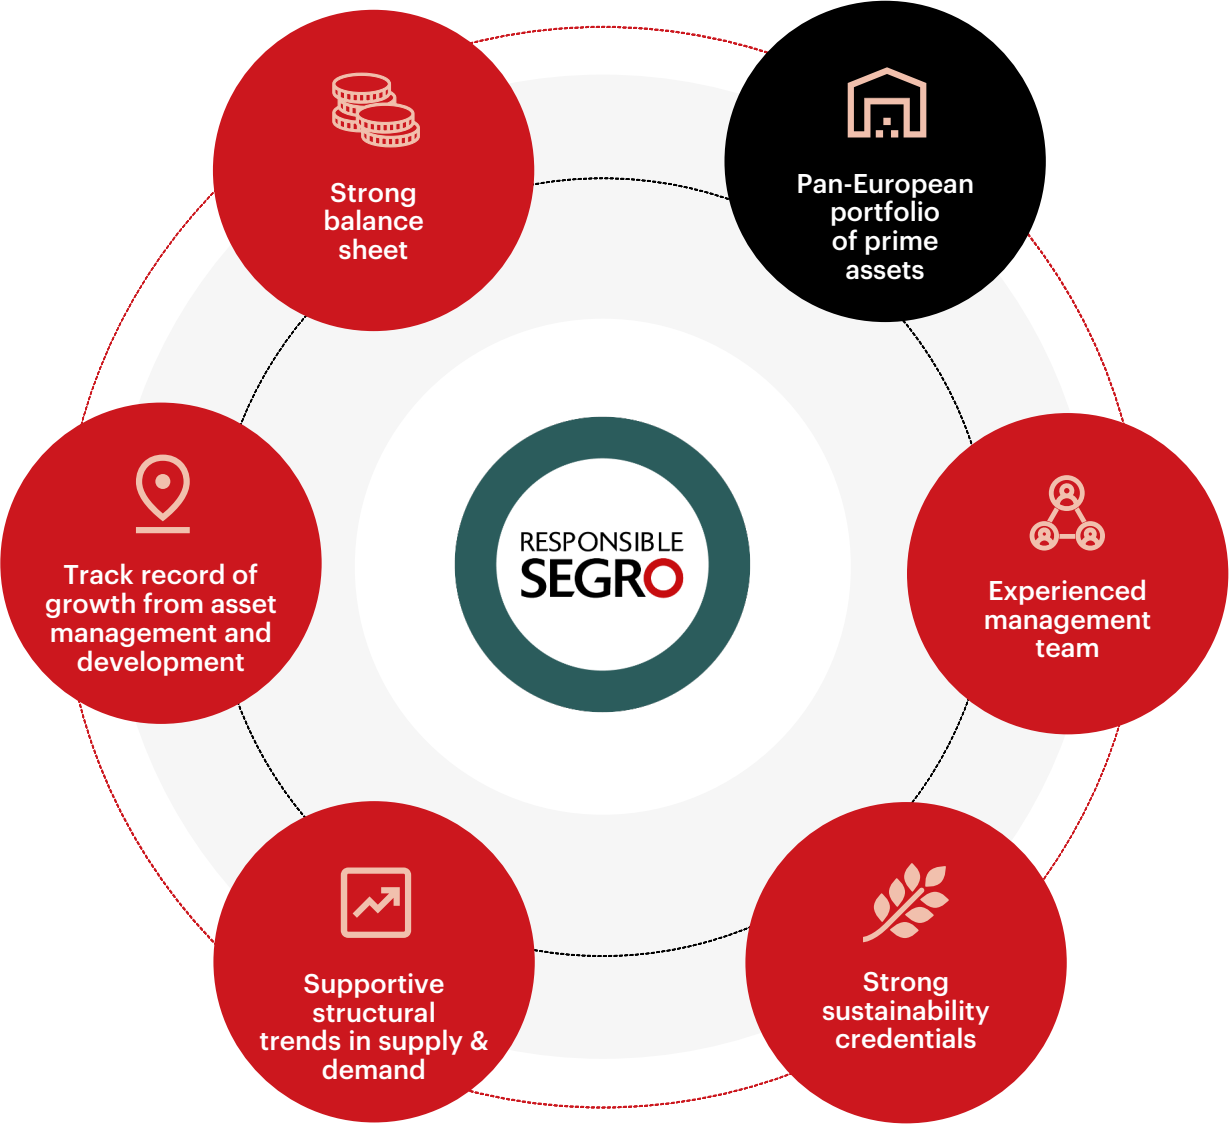 Strong
balance
sheet
Pan-European
portfolio
of prime
assets
Track record of
growth from asset
management and
development
RESPONSIBLE
SEGRO
Experienced
management
team
Supportive
structural
trends in supply &
demand
Strong
sustainability
credentials